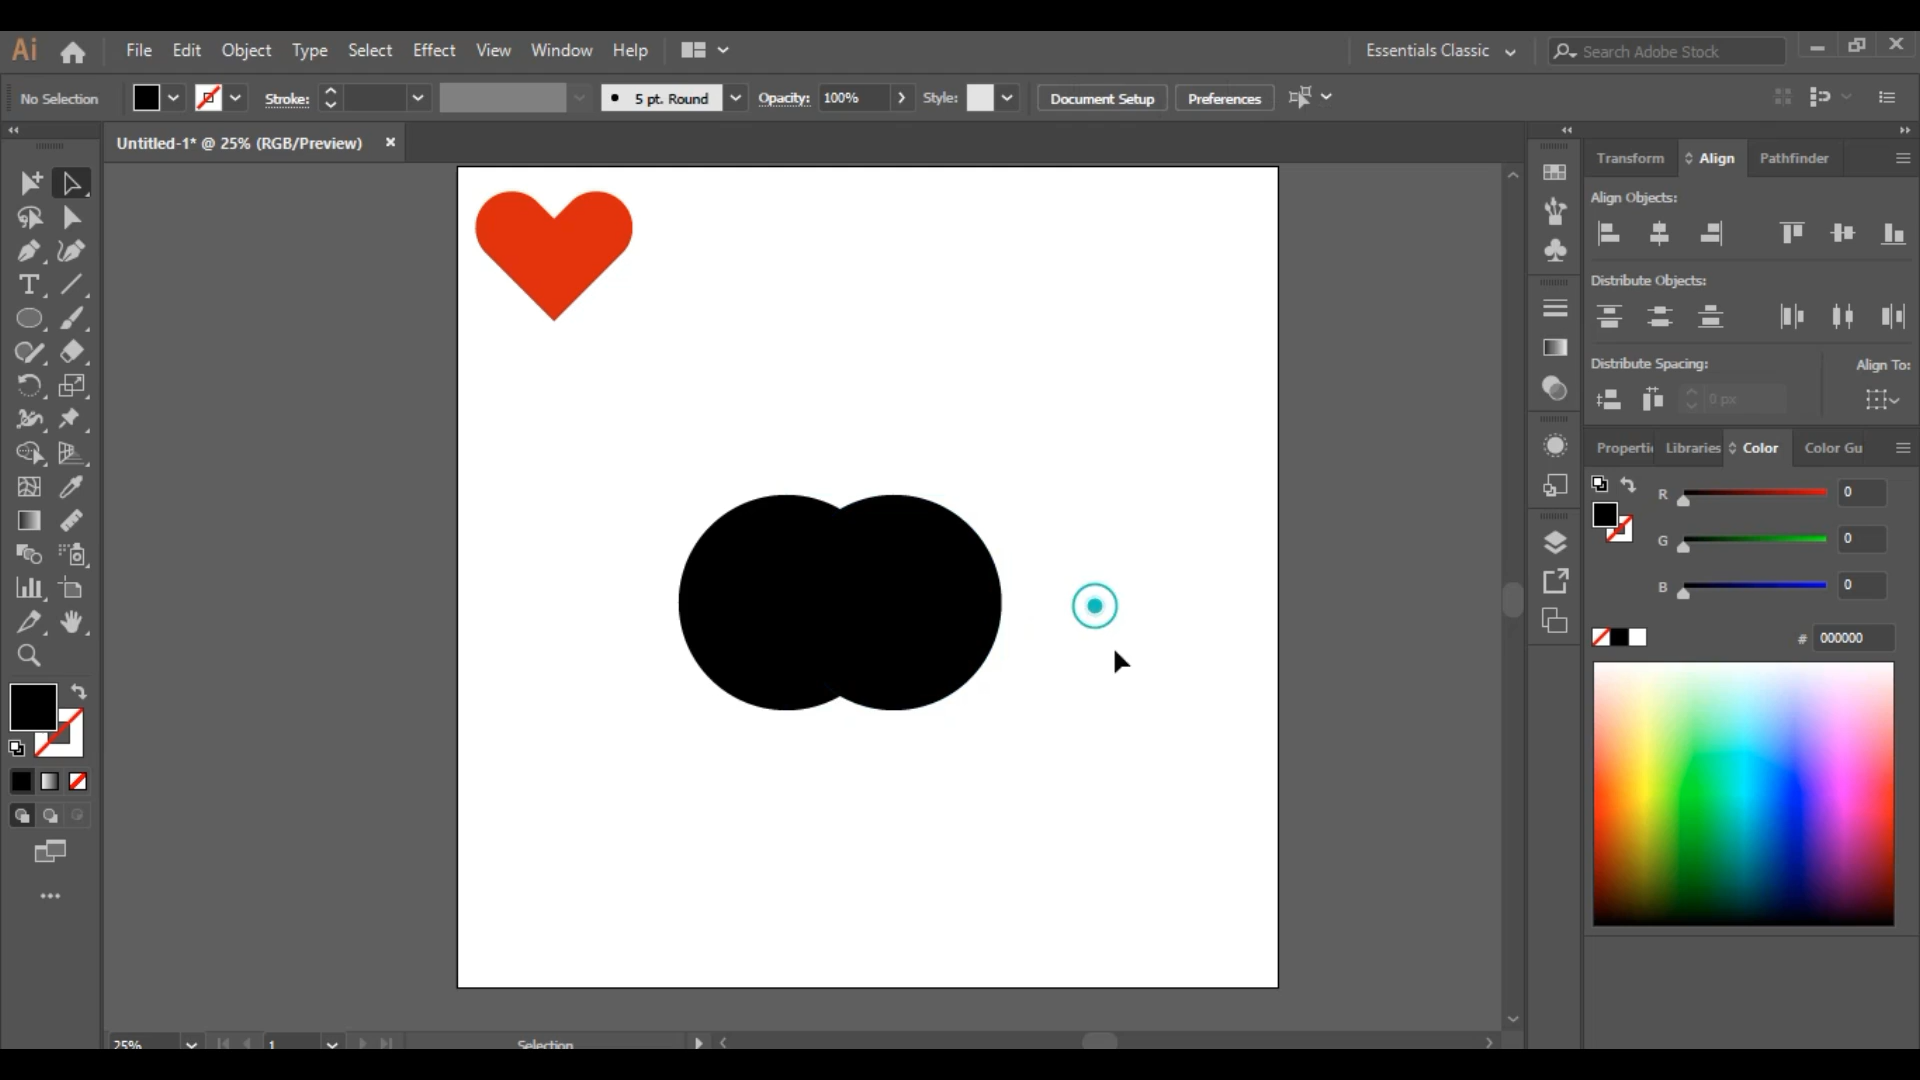 Ai File Edit Object Type Select Effect View Window Help Essentials Classic Search Adobe Stock
No Selection Stroke: 5 pt. Round Opacity: 100% Style: Document Setup Preferences
Untitled-1* @ 25% (RGB/Preview)
Transform Align Pathfinder
Align Objects:
Distribute Objects:
Distribute Spacing: Align To:
0 px
Properti Libraries Color Color Gu
R 0
G 0
B 0
# 000000
25% 1 Selection